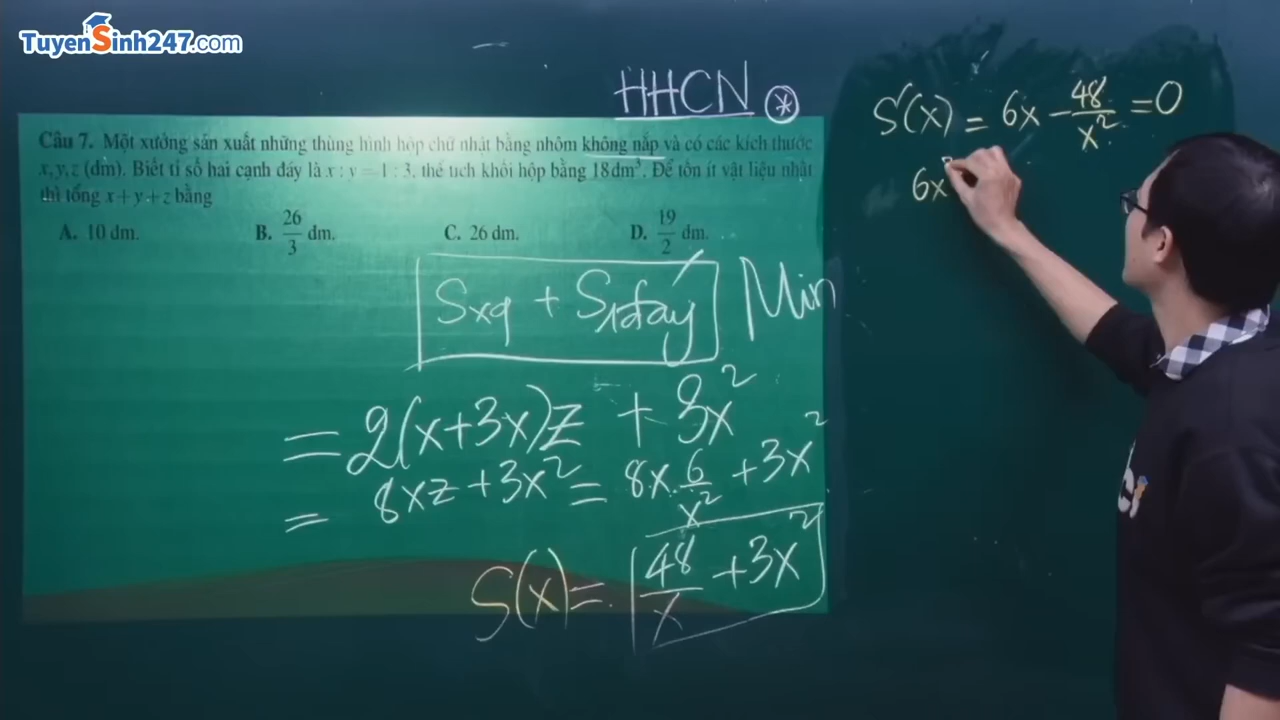 TuyenSinh247.com
HHCN *
Câu 7. Một xưởng sản xuất những thùng hình hộp chữ nhật bằng nhôm không nắp và có các kích thước
x, y, z (dm). Biết tỉ số hai cạnh đáy là x : y = 1 : 3, thể tích khối hộp bằng 18 dm³. Để tốn ít vật liệu nhất
thì tổng x + y + z bằng
A. 10 dm. B. 26/3 dm. C. 26 dm. D. 19/2 dm.
Sxq + S1đáy Min
= 2(x+3x)z + 3x²
= 8xz + 3x² = 8x.6/x² + 3x²
S(x) = 48/x + 3x²
S'(x) = 6x - 48/x² = 0
6x